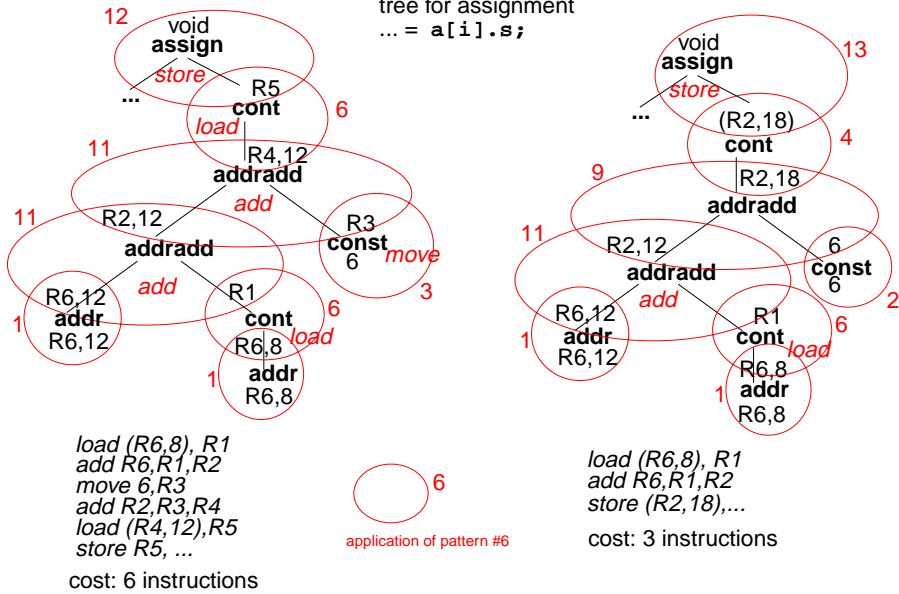 tree for assignment
... = a[i].s;
12
void
assign
store
...
R5
cont
6
load
11
R4,12
addradd
add
11
R2,12
addradd
add
R3
const
6
move
3
R6,12
addr
R6,12
1
R1
cont
6
load
R6,8
addr
R6,8
1
load (R6,8), R1
add R6,R1,R2
move 6,R3
add R2,R3,R4
load (R4,12),R5
store R5, ...
cost: 6 instructions
6
application of pattern #6
void
assign
13
store
...
(R2,18)
cont
4
9
R2,18
addradd
11
R2,12
addradd
add
6
const
6
2
R6,12
addr
R6,12
1
R1
cont
6
load
R6,8
addr
R6,8
1
load (R6,8), R1
add R6,R1,R2
store (R2,18),...
cost: 3 instructions